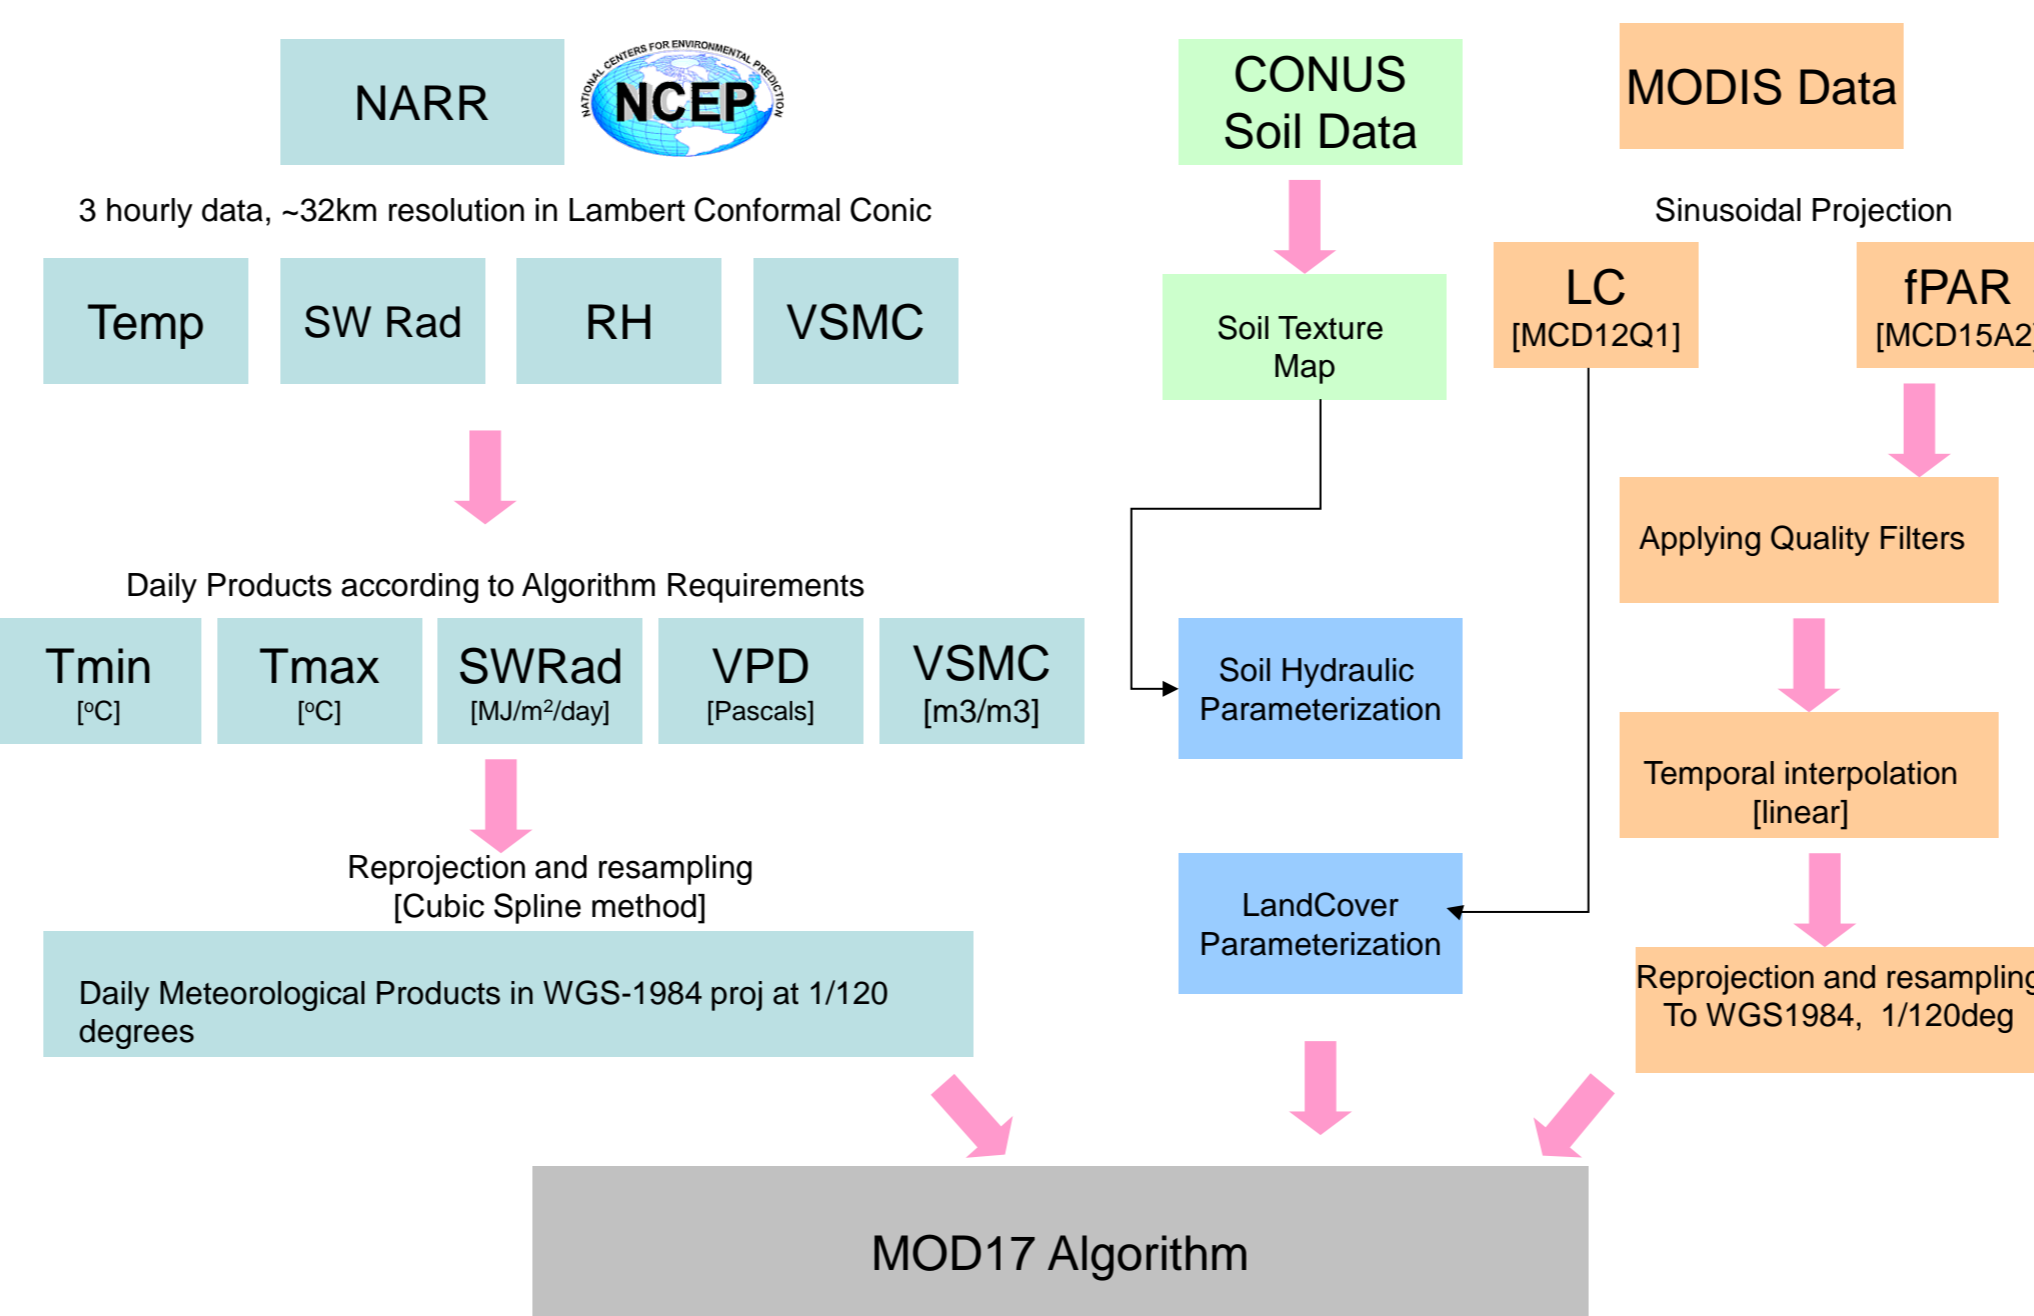 NARR
NATIONAL CENTERS FOR ENVIRONMENTAL PREDICTION
NCEP
3 hourly data, ~32km resolution in Lambert Conformal Conic
Temp
SW Rad
RH
VSMC
Daily Products according to Algorithm Requirements
Tmin
[°C]
Tmax
[°C]
SWRad
[MJ/m²/day]
VPD
[Pascals]
VSMC
[m3/m3]
Reprojection and resampling
[Cubic Spline method]
Daily Meteorological Products in WGS-1984 proj at 1/120
degrees
CONUS
Soil Data
Soil Texture
Map
Soil Hydraulic
Parameterization
LandCover
Parameterization
MODIS Data
Sinusoidal Projection
LC
[MCD12Q1]
fPAR
[MCD15A2]
Applying Quality Filters
Temporal interpolation
[linear]
Reprojection and resampling
To WGS1984, 1/120deg
MOD17 Algorithm